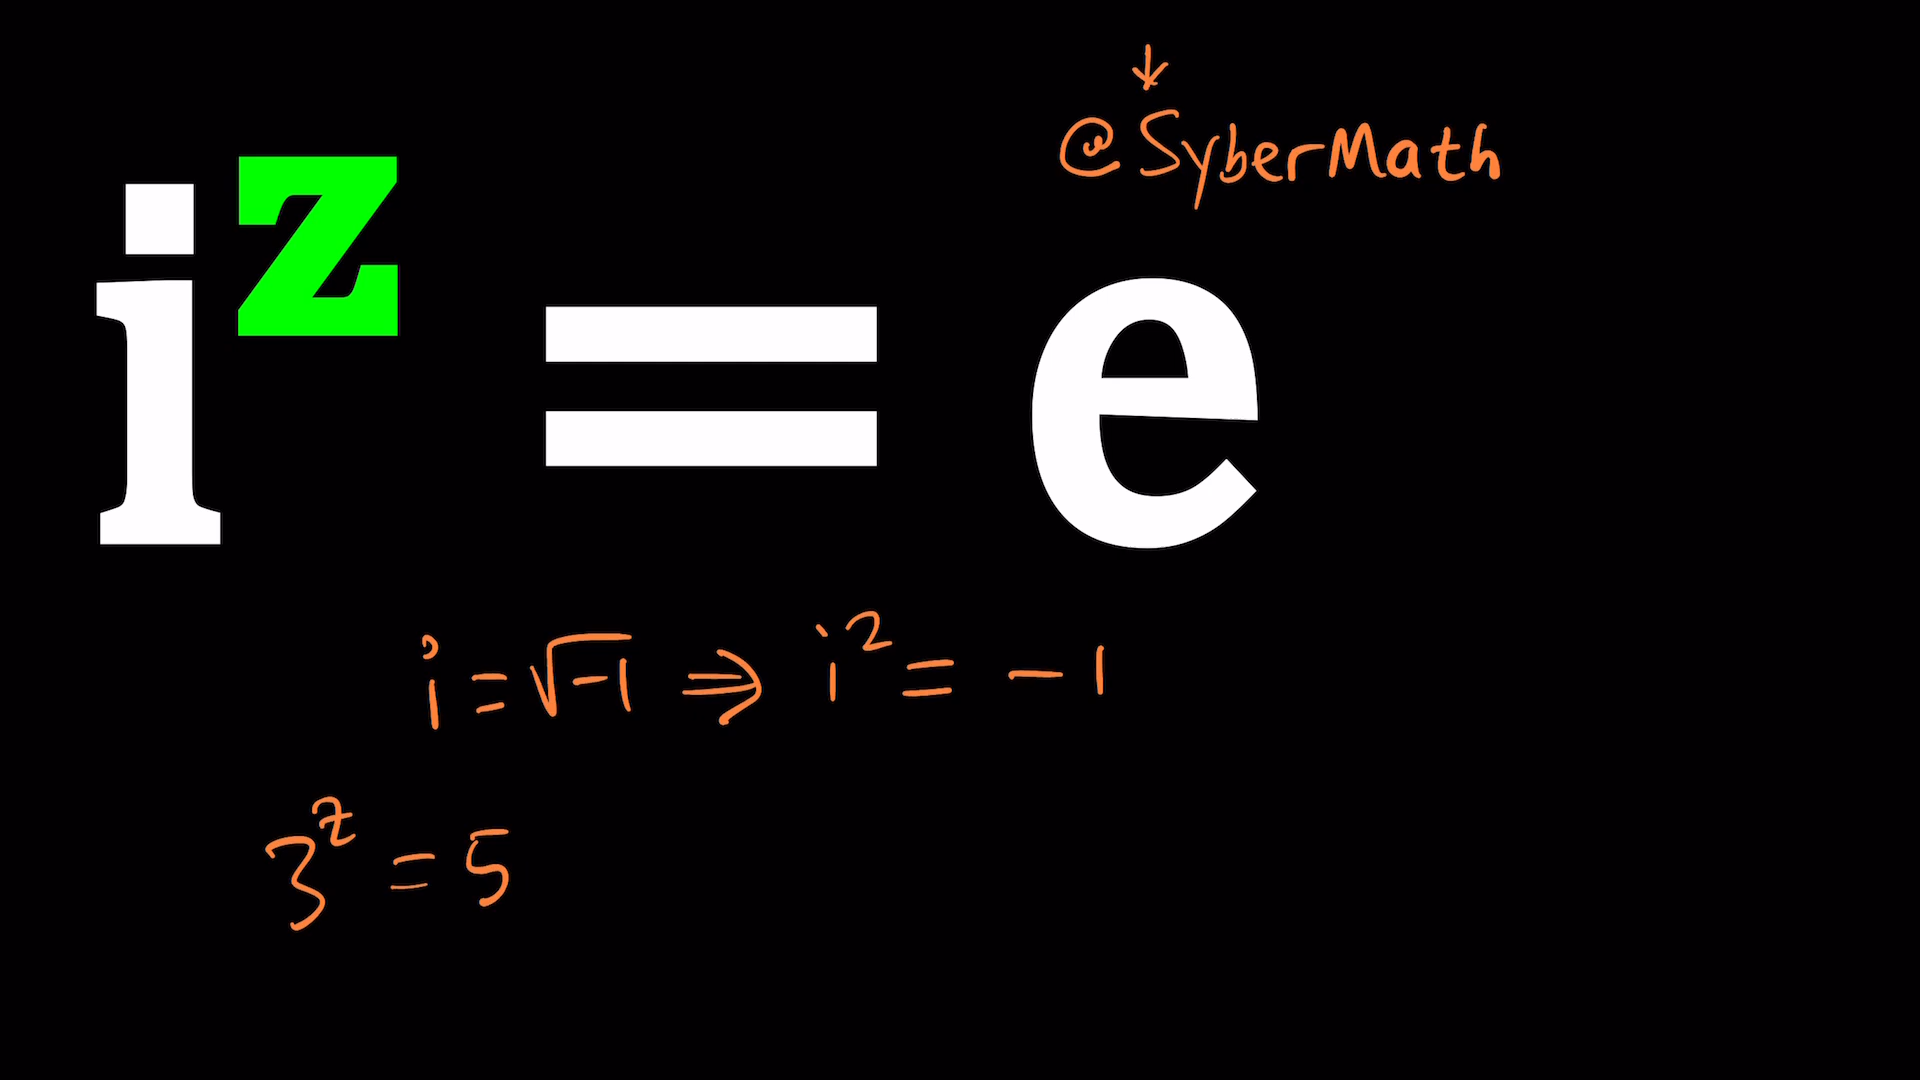 @SyberMath
i^z = e
i = √-1 ⇒ i² = -1
3^z = 5